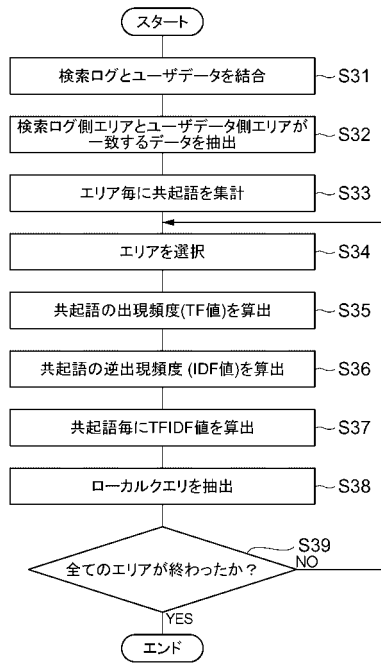 スタート
検索ログとユーザデータを結合
S31
検索ログ側エリアとユーザデータ側エリアが
一致するデータを抽出
S32
エリア毎に共起語を集計
S33
エリアを選択
S34
共起語の出現頻度(TF値)を算出
S35
共起語の逆出現頻度 (IDF値)を算出
S36
共起語毎にTFIDF値を算出
S37
ローカルクエリを抽出
S38
全てのエリアが終わったか？
S39
NO
YES
エンド